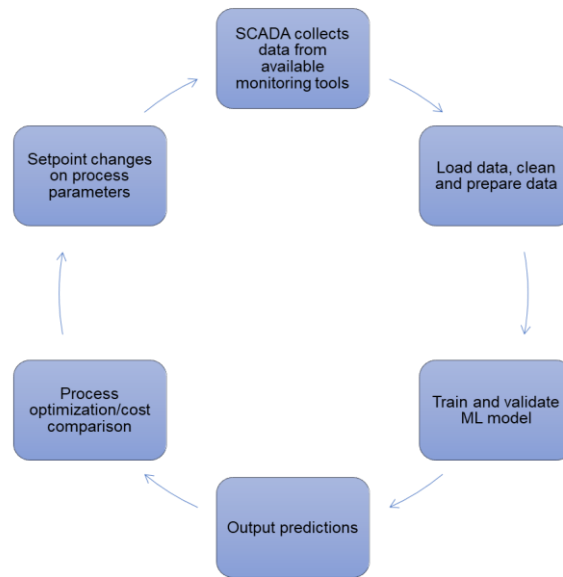 SCADA collects
data from
available
monitoring tools
Load data, clean
and prepare data
Train and validate
ML model
Output predictions
Process
optimization/cost
comparison
Setpoint changes
on process
parameters